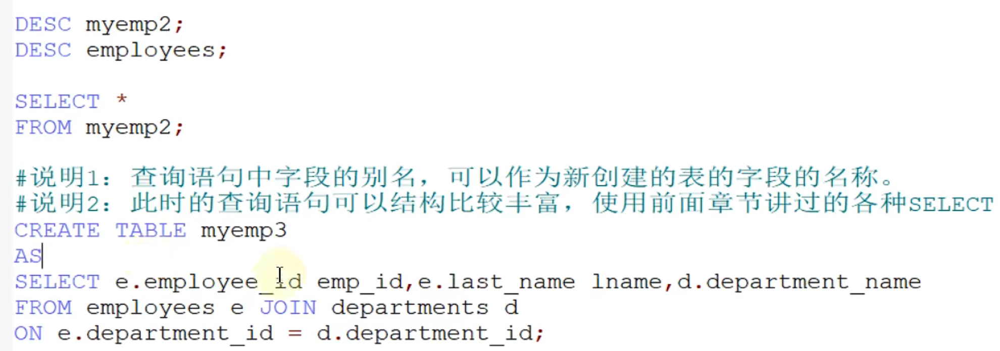 DESC myemp2;
DESC employees;
SELECT *
FROM myemp2;
#说明1：查询语句中字段的别名，可以作为新创建的表的字段的名称。
#说明2：此时的查询语句可以结构比较丰富，使用前面章节讲过的各种SELECT
CREATE TABLE myemp3
AS
SELECT e.employee_id emp_id,e.last_name lname,d.department_name
FROM employees e JOIN departments d
ON e.department_id = d.department_id;